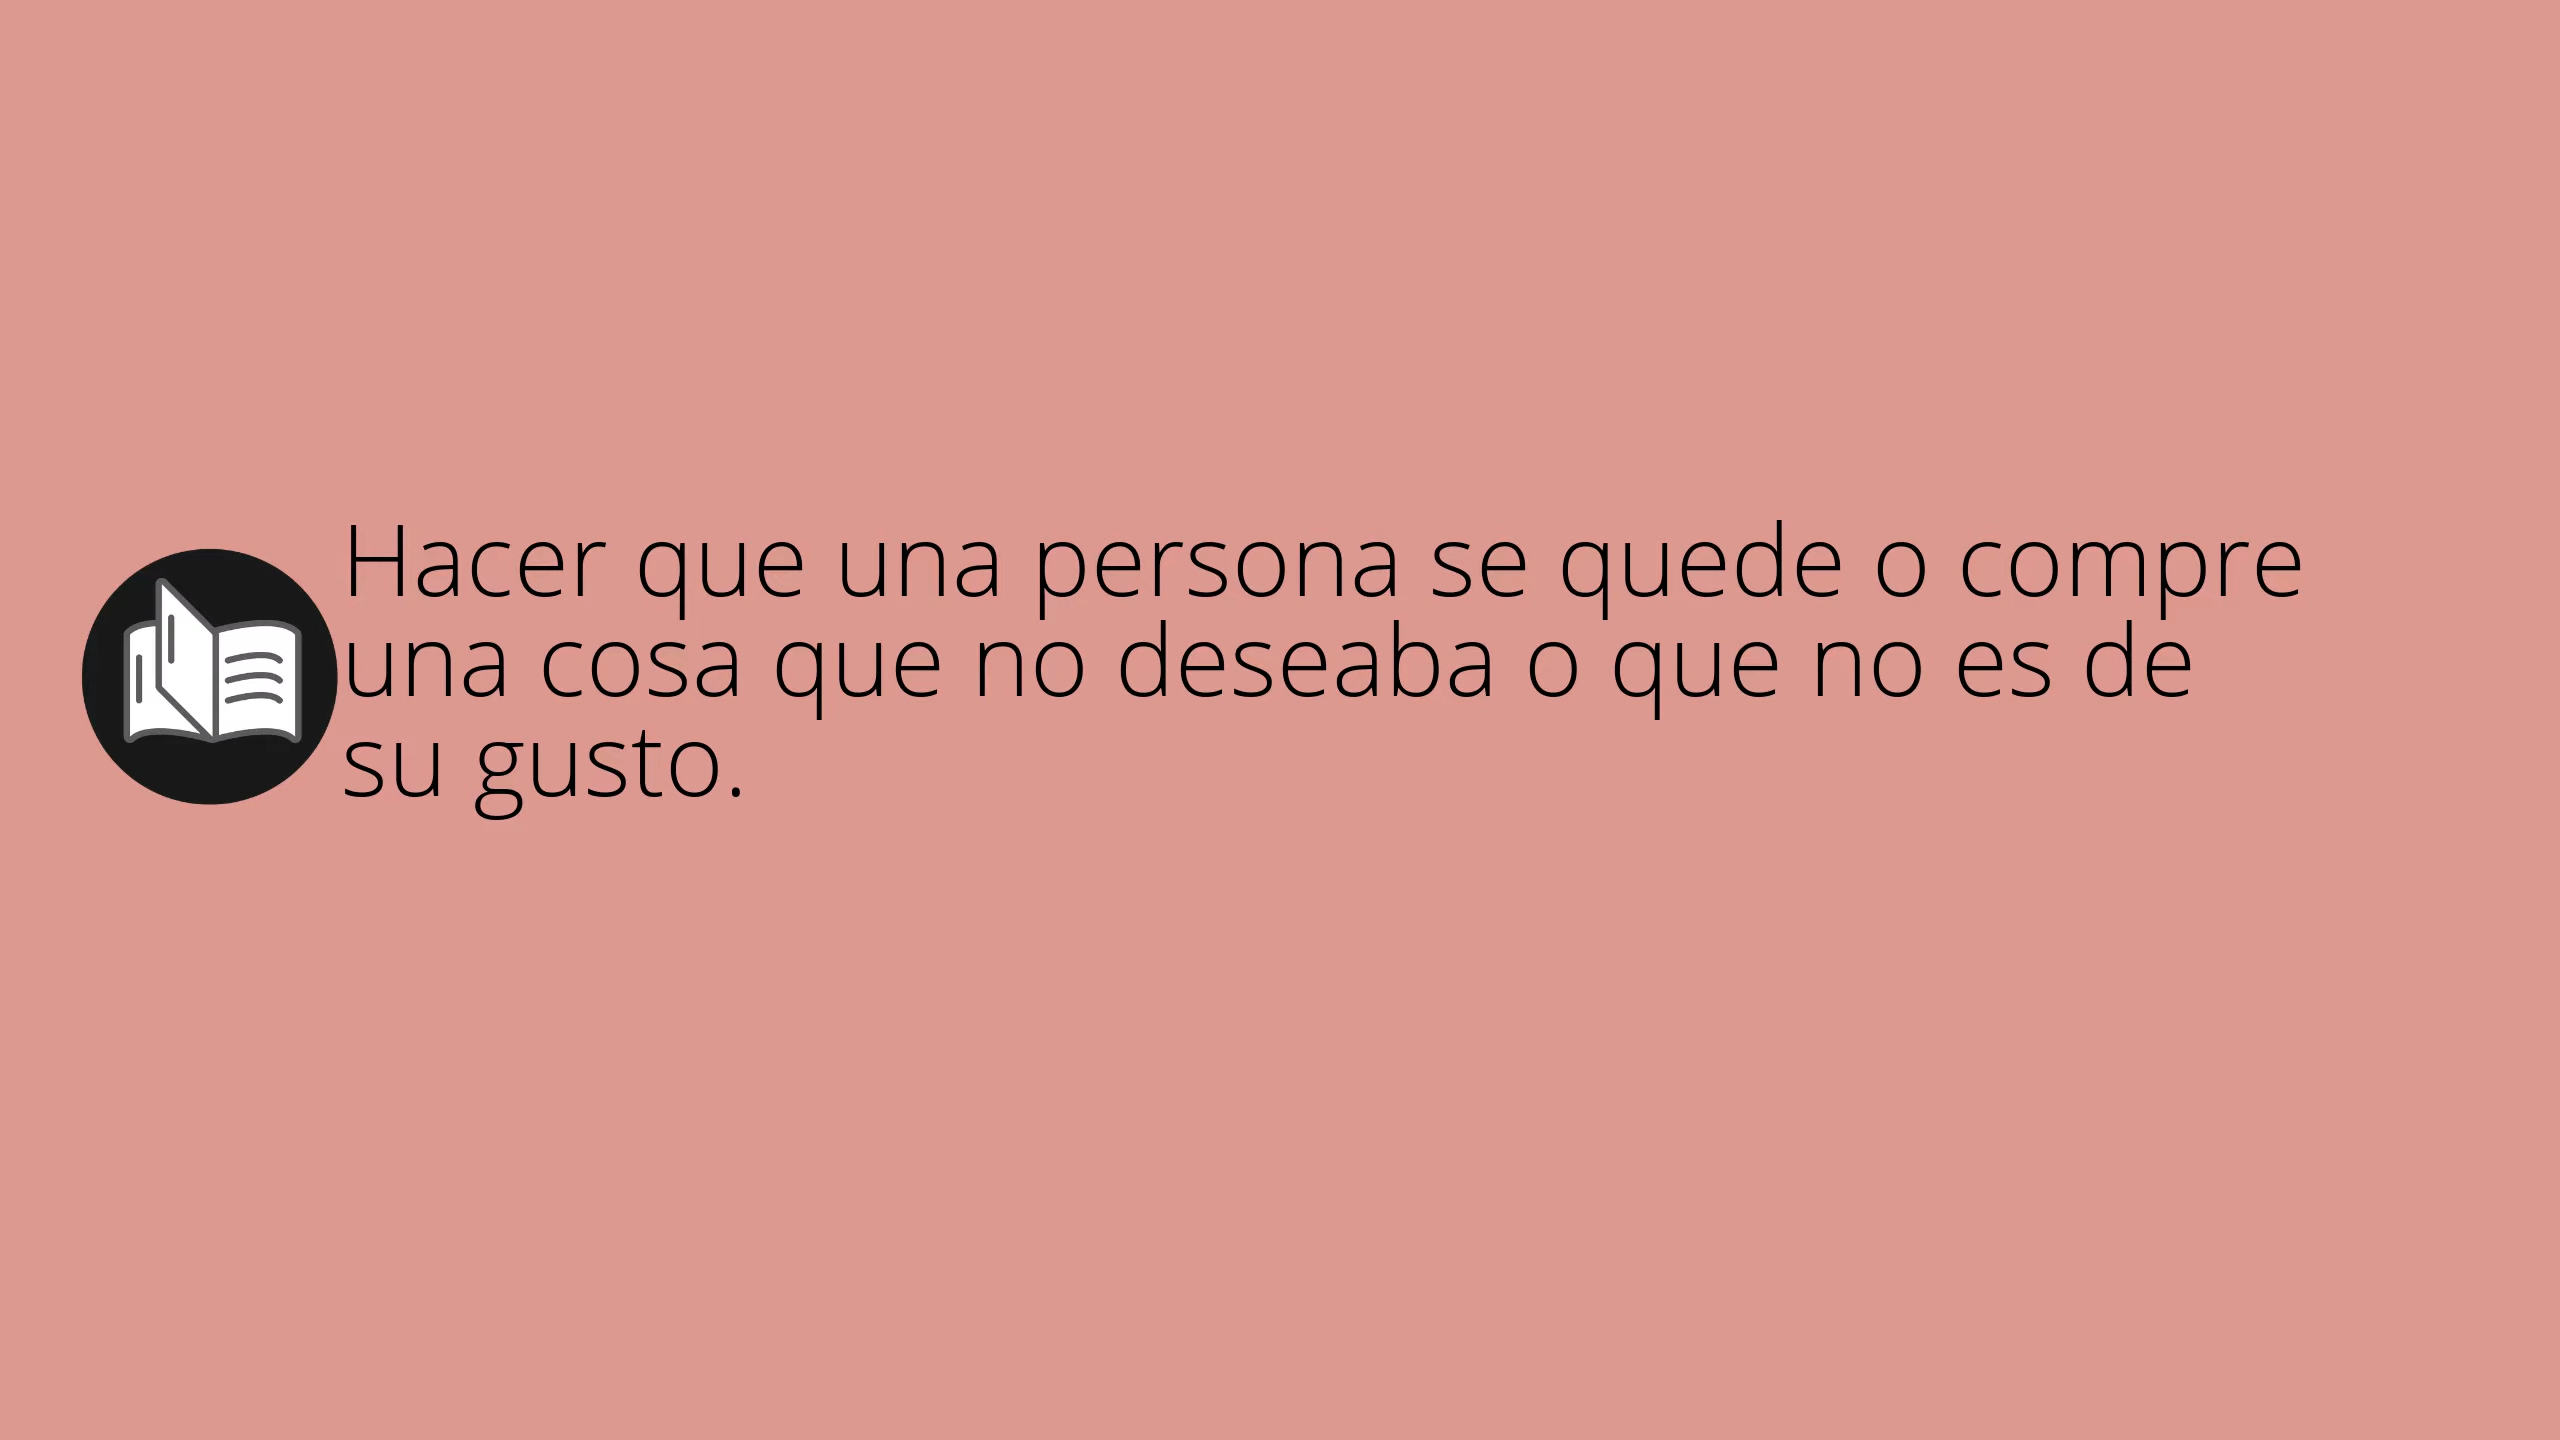 Hacer que una persona se quede o compre
una cosa que no deseaba o que no es de
su gusto.